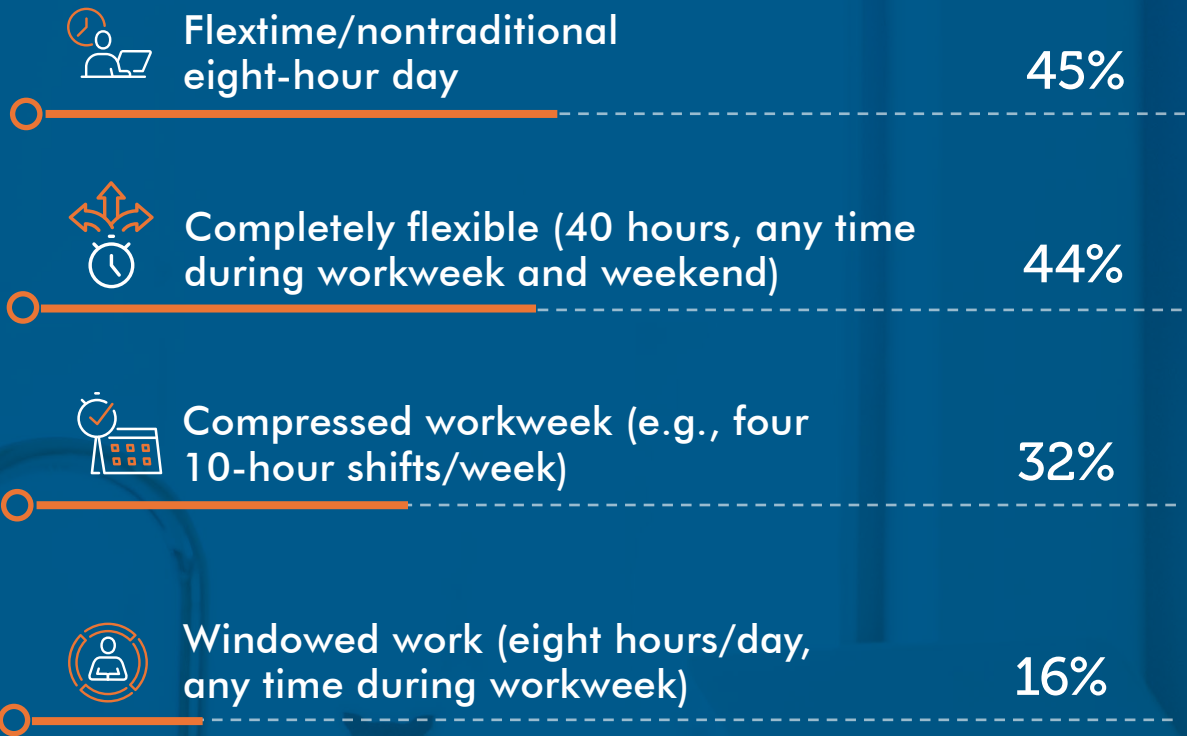 Flextime/nontraditional
eight-hour day
45%
Completely flexible (40 hours, any time
during workweek and weekend)
44%
Compressed workweek (e.g., four
10-hour shifts/week)
32%
Windowed work (eight hours/day,
any time during workweek)
16%